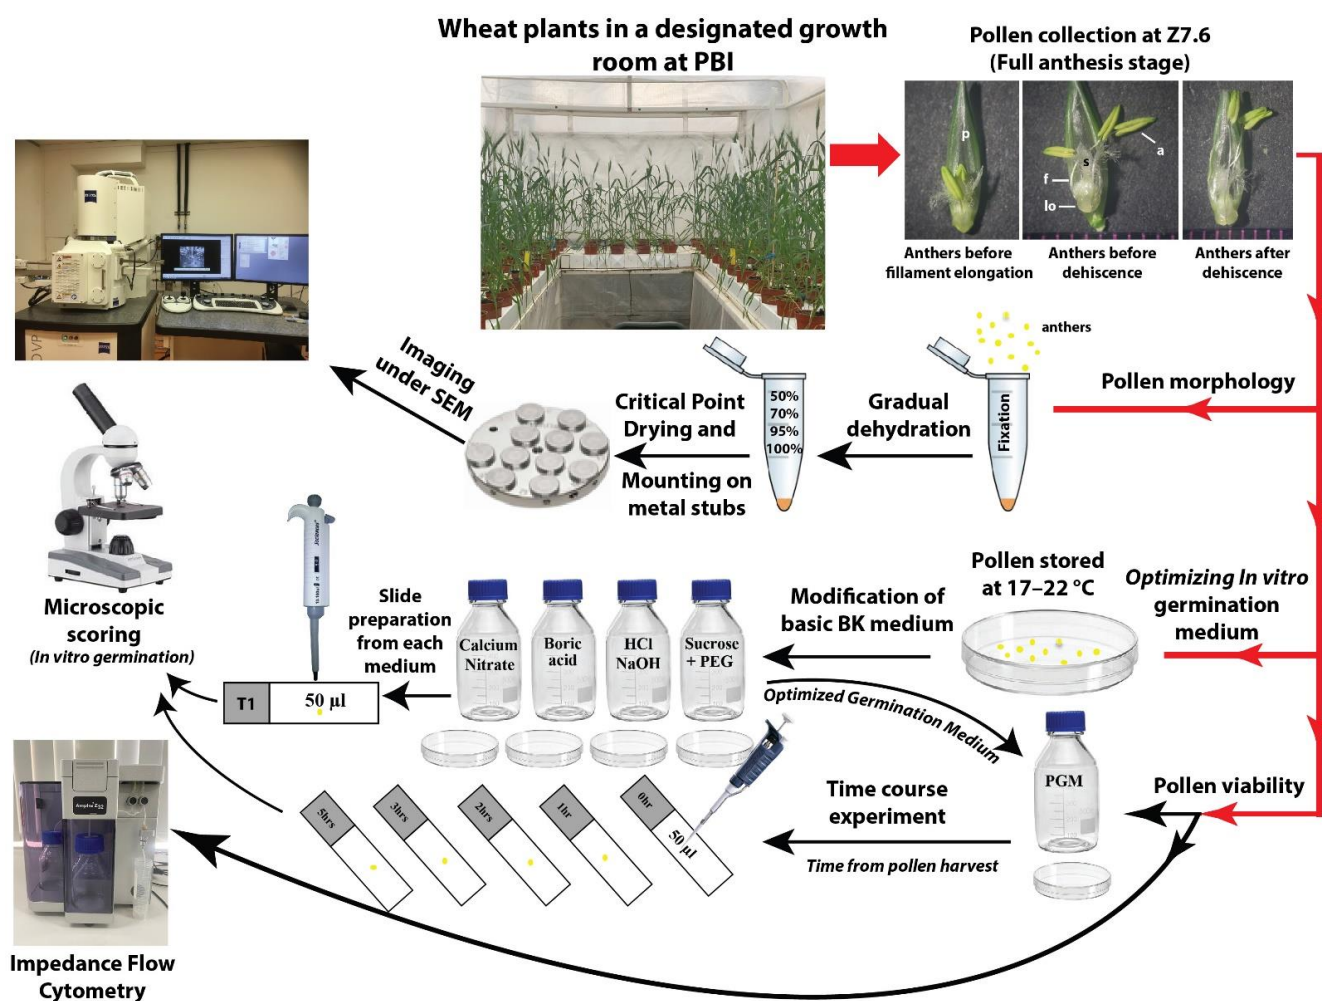 Wheat plants in a designated growth
room at PBI
Pollen collection at Z7.6
(Full anthesis stage)
p
s
a
f
lo
Anthers before
fillament elongation
Anthers before
dehiscence
Anthers after
dehiscence
anthers
Pollen morphology
Fixation
Gradual
dehydration
50%
70%
95%
100%
Critical Point
Drying and
Mounting on
metal stubs
Imaging
under SEM
Pollen stored
at 17–22 °C
Optimizing In vitro
germination
medium
Modification of
basic BK medium
Calcium
Nitrate
Boric
acid
HCl
NaOH
Sucrose
+ PEG
Slide
preparation
from each
medium
T1
50 µl
Microscopic
scoring
(In vitro germination)
Optimized Germination Medium
PGM
Pollen viability
Time course
experiment
Time from pollen harvest
0hr
50 µl
1hr
2hrs
3hrs
5hrs
Impedance Flow
Cytometry